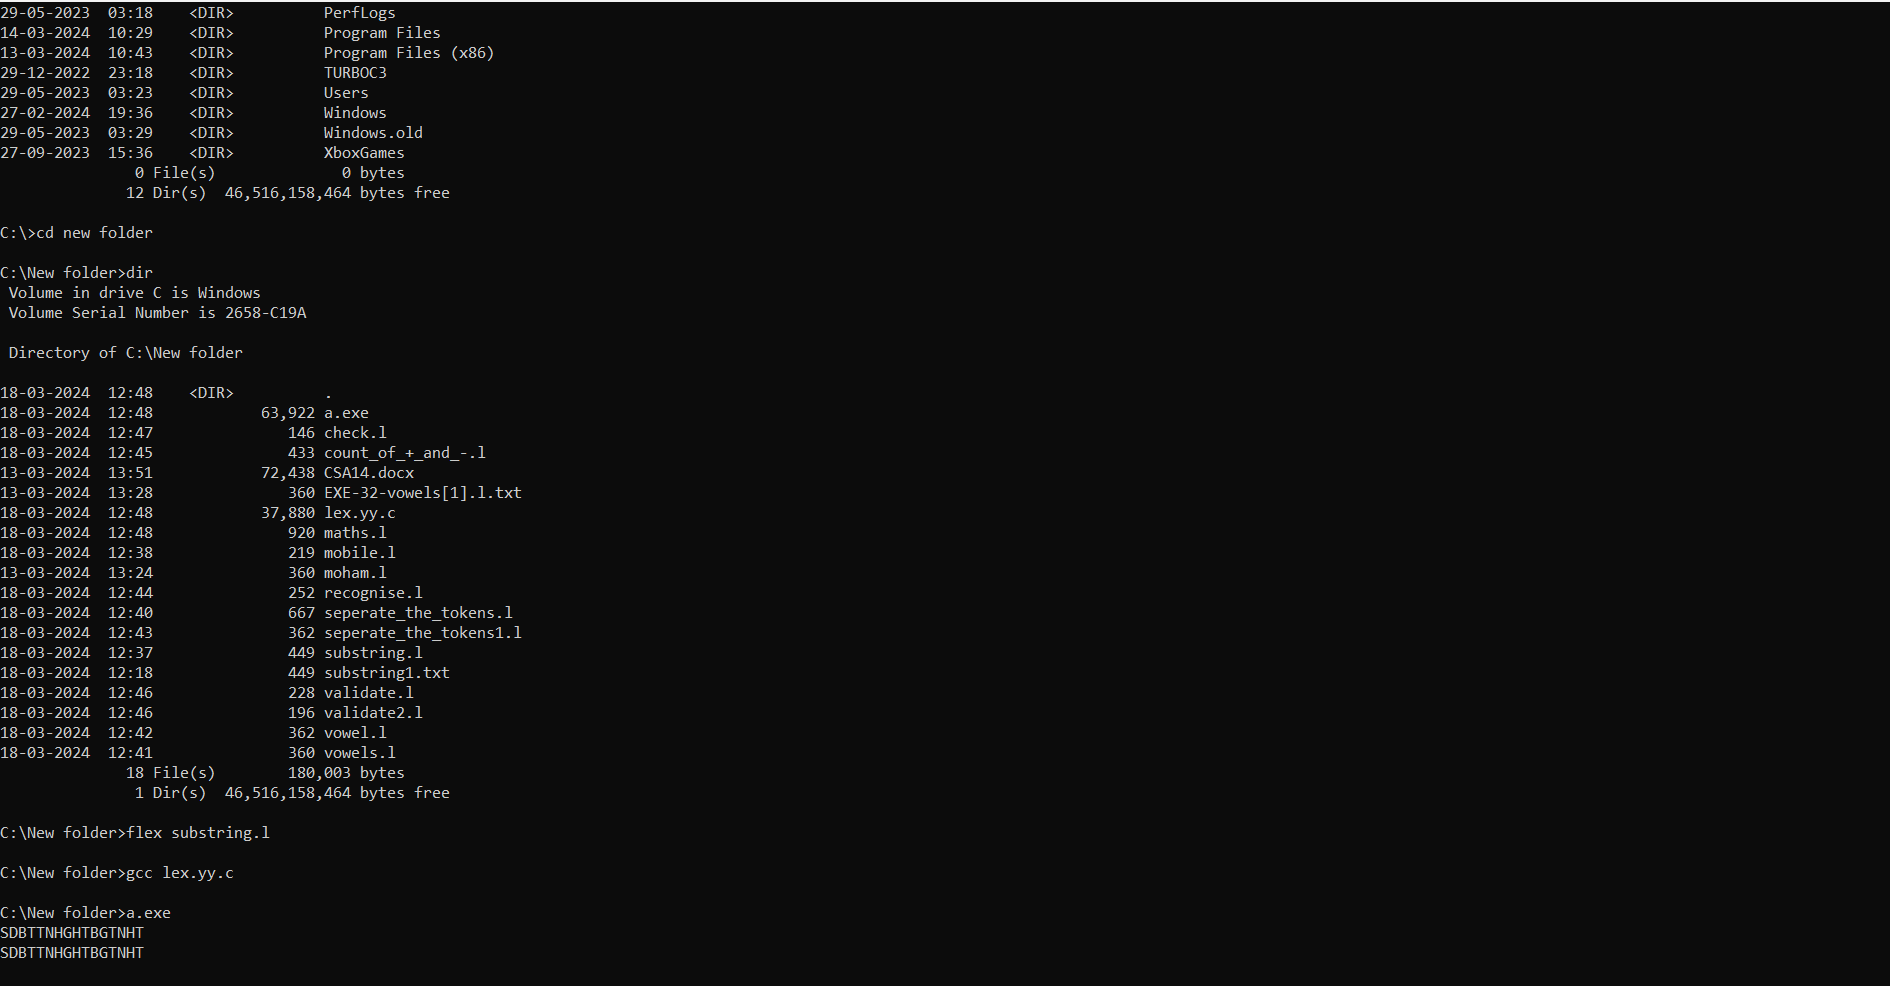 29-05-2023  03:18    <DIR>          PerfLogs
14-03-2024  10:29    <DIR>          Program Files
13-03-2024  10:43    <DIR>          Program Files (x86)
29-12-2022  23:18    <DIR>          TURBOC3
29-05-2023  03:23    <DIR>          Users
27-02-2024  19:36    <DIR>          Windows
29-05-2023  03:29    <DIR>          Windows.old
27-09-2023  15:36    <DIR>          XboxGames
               0 File(s)              0 bytes
              12 Dir(s)  46,516,158,464 bytes free

C:\>cd new folder

C:\New folder>dir
 Volume in drive C is Windows
 Volume Serial Number is 2658-C19A

 Directory of C:\New folder

18-03-2024  12:48    <DIR>          .
18-03-2024  12:48            63,922 a.exe
18-03-2024  12:47               146 check.l
18-03-2024  12:45               433 count_of_+_and_-.l
13-03-2024  13:51            72,438 CSA14.docx
13-03-2024  13:28               360 EXE-32-vowels[1].l.txt
18-03-2024  12:48            37,880 lex.yy.c
18-03-2024  12:48               920 maths.l
18-03-2024  12:38               219 mobile.l
13-03-2024  13:24               360 moham.l
18-03-2024  12:44               252 recognise.l
18-03-2024  12:40               667 seperate_the_tokens.l
18-03-2024  12:43               362 seperate_the_tokens1.l
18-03-2024  12:37               449 substring.l
18-03-2024  12:18               449 substring1.txt
18-03-2024  12:46               228 validate.l
18-03-2024  12:46               196 validate2.l
18-03-2024  12:42               362 vowel.l
18-03-2024  12:41               360 vowels.l
              18 File(s)        180,003 bytes
               1 Dir(s)  46,516,158,464 bytes free

C:\New folder>flex substring.l

C:\New folder>gcc lex.yy.c

C:\New folder>a.exe
SDBTTNHGHTBGTNHT
SDBTTNHGHTBGTNHT